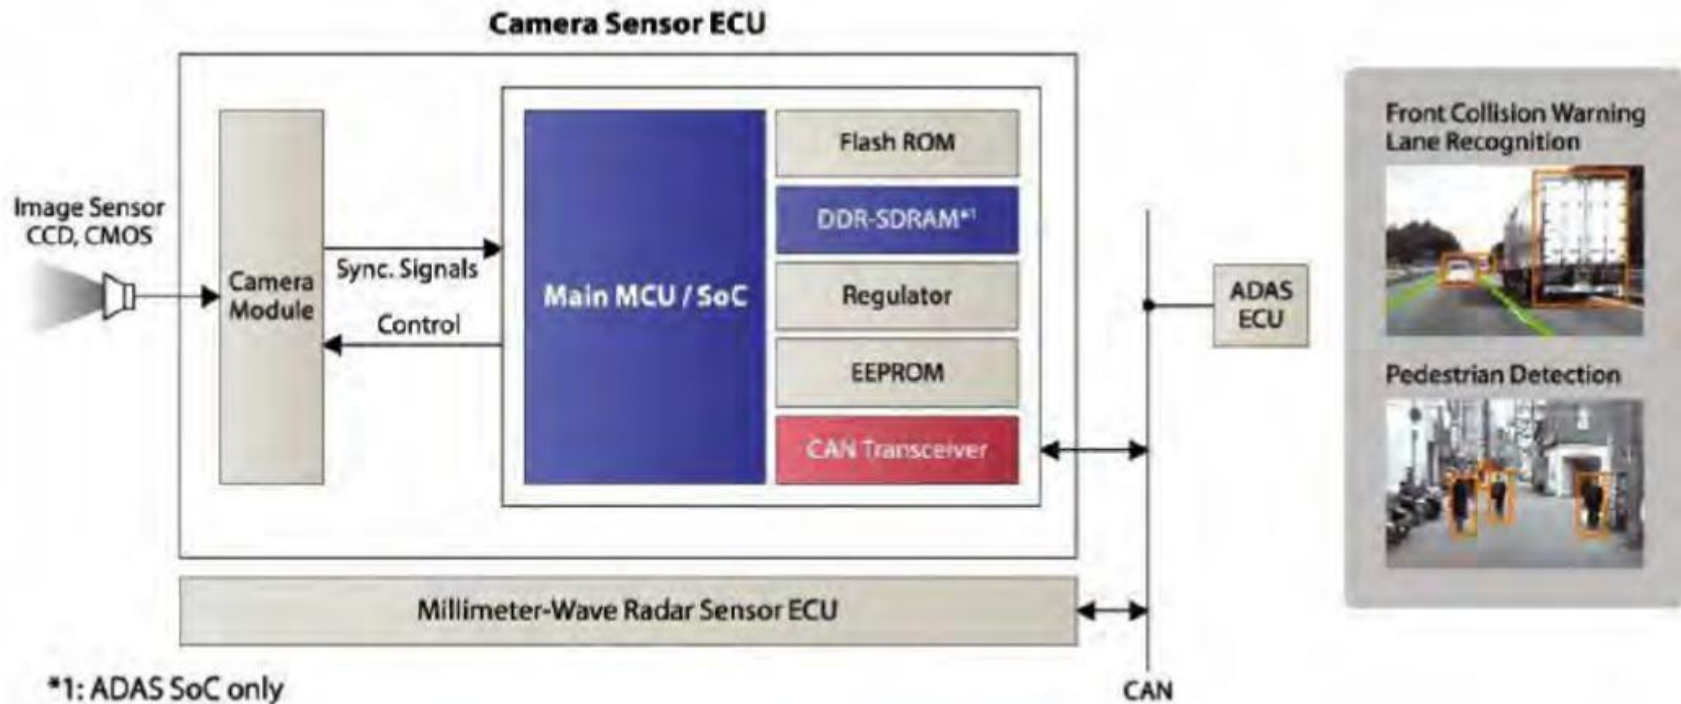 Camera Sensor ECU
Image Sensor
CCD, CMOS
Camera
Module
Sync. Signals
Control
Main MCU / SoC
Flash ROM
DDR-SDRAM*1
Regulator
EEPROM
CAN Transceiver
Millimeter-Wave Radar Sensor ECU
*1: ADAS SoC only
CAN
ADAS
ECU
Front Collision Warning
Lane Recognition
Pedestrian Detection